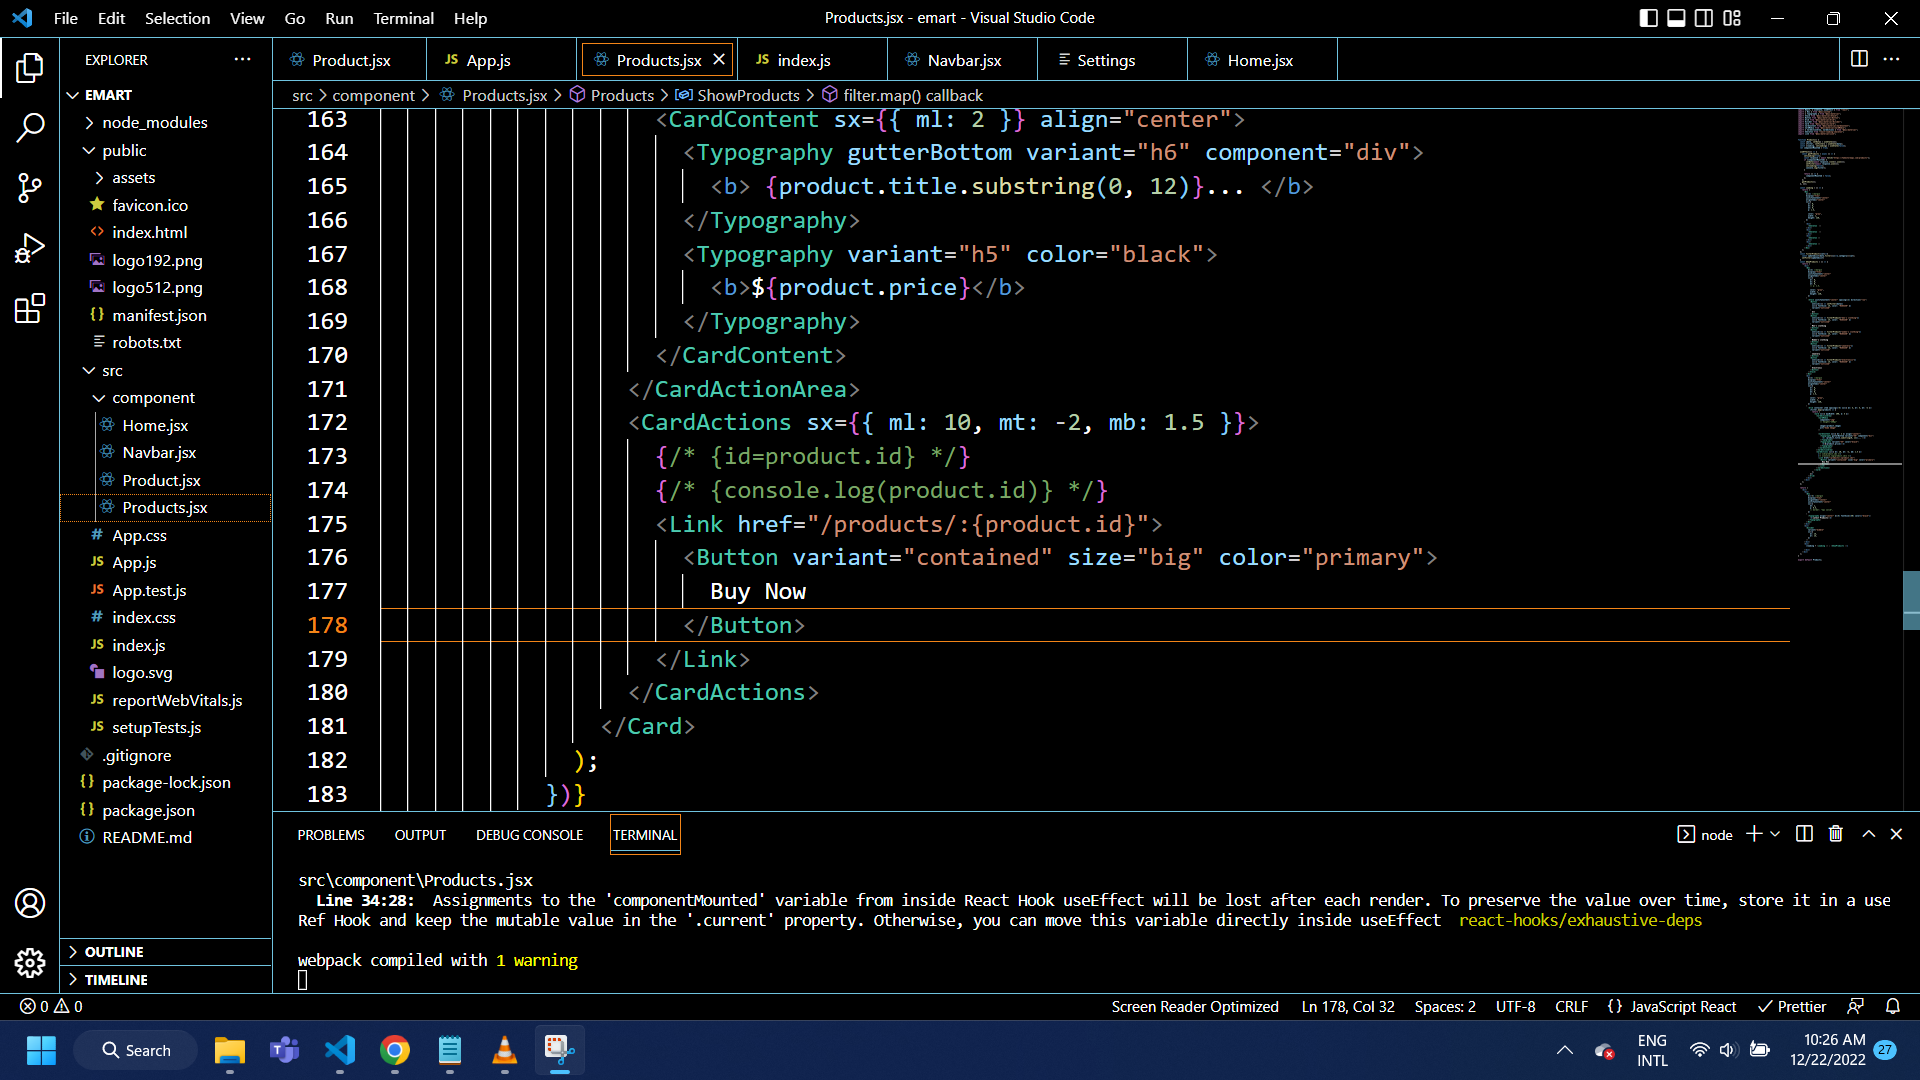 File Edit Selection View Go Run Terminal Help
Products.jsx - emart - Visual Studio Code
EXPLORER
EMART
node_modules
public
assets
favicon.ico
index.html
logo192.png
logo512.png
manifest.json
robots.txt
src
component
Home.jsx
Navbar.jsx
Product.jsx
Products.jsx
App.css
App.js
App.test.js
index.css
index.js
logo.svg
reportWebVitals.js
setupTests.js
.gitignore
package-lock.json
package.json
README.md
OUTLINE
TIMELINE
Product.jsx JS App.js Products.jsx JS index.js Navbar.jsx Settings Home.jsx
src > component > Products.jsx > Products > ShowProducts > filter.map() callback
163 <CardContent sx={{ ml: 2 }} align="center">
164 <Typography gutterBottom variant="h6" component="div">
165 <b> {product.title.substring(0, 12)}... </b>
166 </Typography>
167 <Typography variant="h5" color="black">
168 <b>${product.price}</b>
169 </Typography>
170 </CardContent>
171 </CardActionArea>
172 <CardActions sx={{ ml: 10, mt: -2, mb: 1.5 }}>
173 {/* {id=product.id} */}
174 {/* {console.log(product.id)} */}
175 <Link href="/products/:{product.id}">
176 <Button variant="contained" size="big" color="primary">
177 Buy Now
178 </Button>
179 </Link>
180 </CardActions>
181 </Card>
182 );
183 })}
PROBLEMS OUTPUT DEBUG CONSOLE TERMINAL
node
src\component\Products.jsx
Line 34:28: Assignments to the 'componentMounted' variable from inside React Hook useEffect will be lost after each render. To preserve the value over time, store it in a use
Ref Hook and keep the mutable value in the '.current' property. Otherwise, you can move this variable directly inside useEffect react-hooks/exhaustive-deps
webpack compiled with 1 warning
0 0
Screen Reader Optimized Ln 178, Col 32 Spaces: 2 UTF-8 CRLF {} JavaScript React Prettier
Search
ENG
INTL
10:26 AM
12/22/2022
27